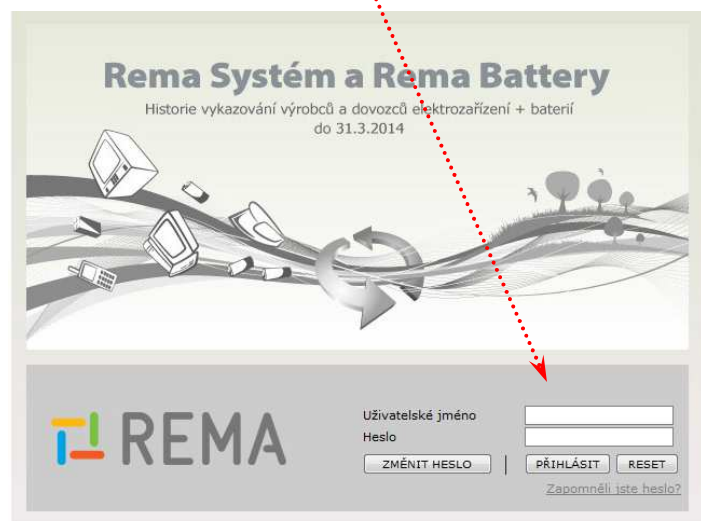 Rema Systém a Rema Battery
Historie vykazování výrobců a dovozců elektrozařízení + baterií
do 31.3.2014
REMA
Uživatelské jméno
Heslo
ZMĚNIT HESLO | PŘIHLÁSIT RESET
Zapomněli jste heslo?